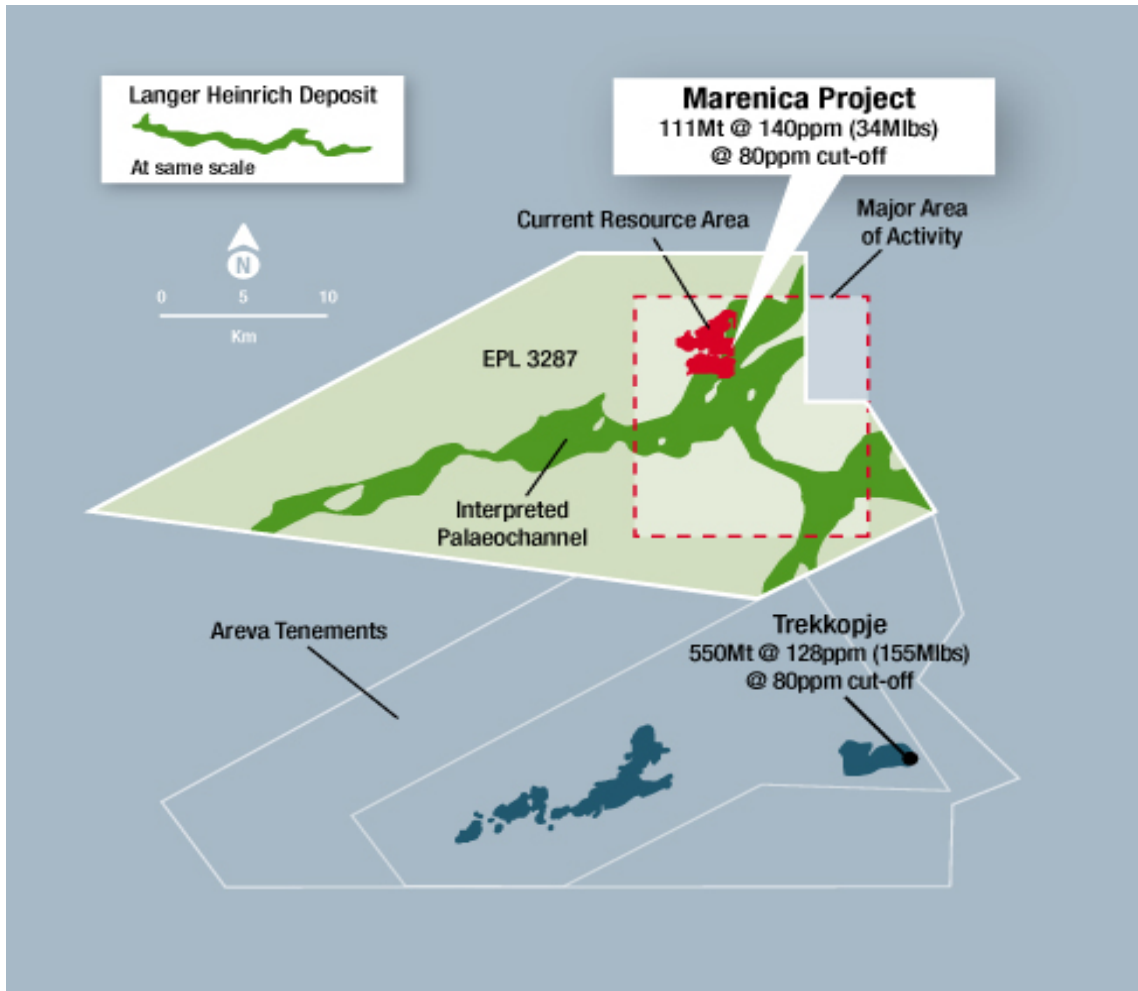 Langer Heinrich Deposit
At same scale
Marenica Project
111Mt @ 140ppm (34Mlbs)
@ 80ppm cut-off
Current Resource Area
Major Area
of Activity
N
0 5 10
Km
EPL 3287
Interpreted
Palaeochannel
Areva Tenements
Trekkopje
550Mt @ 128ppm (155Mlbs)
@ 80ppm cut-off